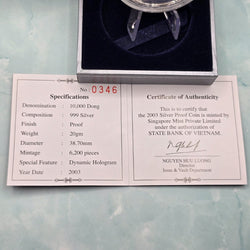 No. 0346
Specifications
Denomination : 10,000 Dong
Composition : 999 Silver
Finish : Proof
Weight : 20gm
Diameter : 38.70mm
Mintage : 6,200 pieces
Special Feature : Dynamic Hologram
Year Date : 2003
Certificate of Authenticity
This is to certify that
the 2003 Silver Proof Coin is minted by
Singapore Mint Private Limited
under the authorization of
STATE BANK OF VIETNAM.
NGUYEN HUU LUONG
Director
Issue & Vault Department